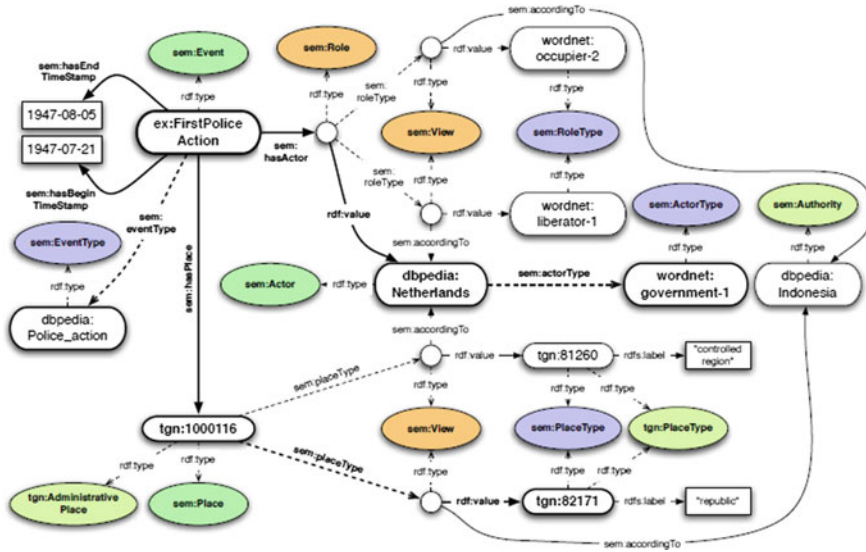 sem:accordingTo
sem:Event
sem:Role
rdf:value
wordnet:
occupier-2
sem:hasEnd
TimeStamp
rdf:type
rdf:type
sem:
roleType
rdf:type
rdf:type
1947-08-05
ex:FirstPolice
Action
sem:
hasActor
sem:View
sem:RoleType
1947-07-21
sem:
roleType
rdf:type
rdf:type
sem:hasBegin
TimeStamp
sem:
eventType
rdf:value
rdf:value
wordnet:
liberator-1
sem:ActorType
sem:Authority
sem:EventType
sem:accordingTo
rdf:type
rdf:type
rdf:type
sem:hasPlace
sem:Actor
rdf:type
dbpedia:
Netherlands
sem:actorType
wordnet:
government-1
dbpedia:
Indonesia
dbpedia:
Police_action
sem:accordingTo
sem:placeType
rdf:value
tgn:81260
rdfs:label
"controlled
region"
rdf:type
rdf:type
rdf:type
tgn:1000116
sem:View
sem:PlaceType
tgn:PlaceType
sem:placeType
rdf:type
rdf:type
rdf:type
rdf:type
rdf:type
tgn:Administrative
Place
sem:Place
rdf:value
tgn:82171
rdfs:label
"republic"
sem:accordingTo